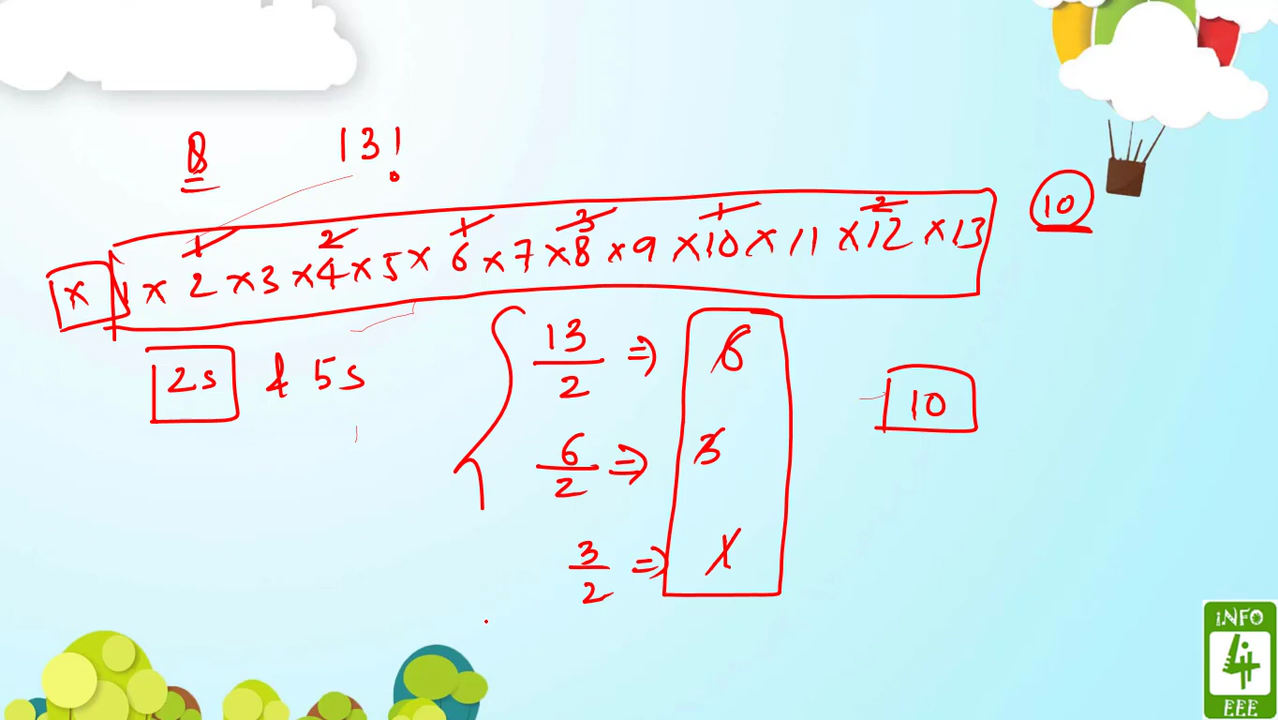 8 13!
10
1 2 1 3 1 2
x 1 x 2 x 3 x 4 x 5 x 6 x 7 x 8 x 9 x 10 x 11 x 12 x 13
2s & 5s
13/2 => 6
10
6/2 => 3
3/2 => 1
iNFO
4
EEE